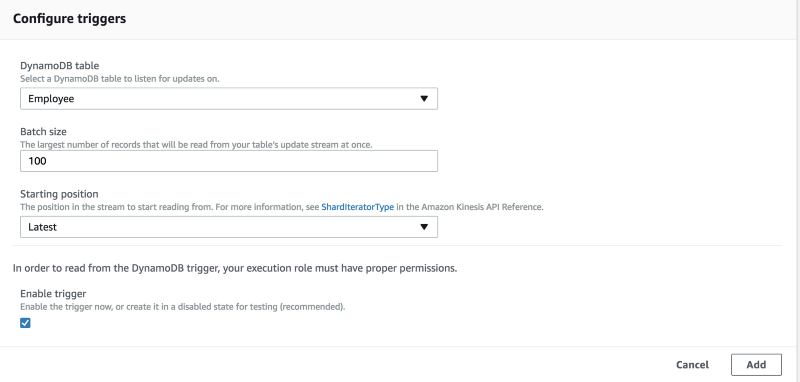 Configure triggers
DynamoDB table
Select a DynamoDB table to listen for updates on.
Employee
Batch size
The largest number of records that will be read from your table's update stream at once.
100
Starting position
The position in the stream to start reading from. For more information, see ShardIteratorType in the Amazon Kinesis API Reference.
Latest
In order to read from the DynamoDB trigger, your execution role must have proper permissions.
Enable trigger
Enable the trigger now, or create it in a disabled state for testing (recommended).
Cancel Add